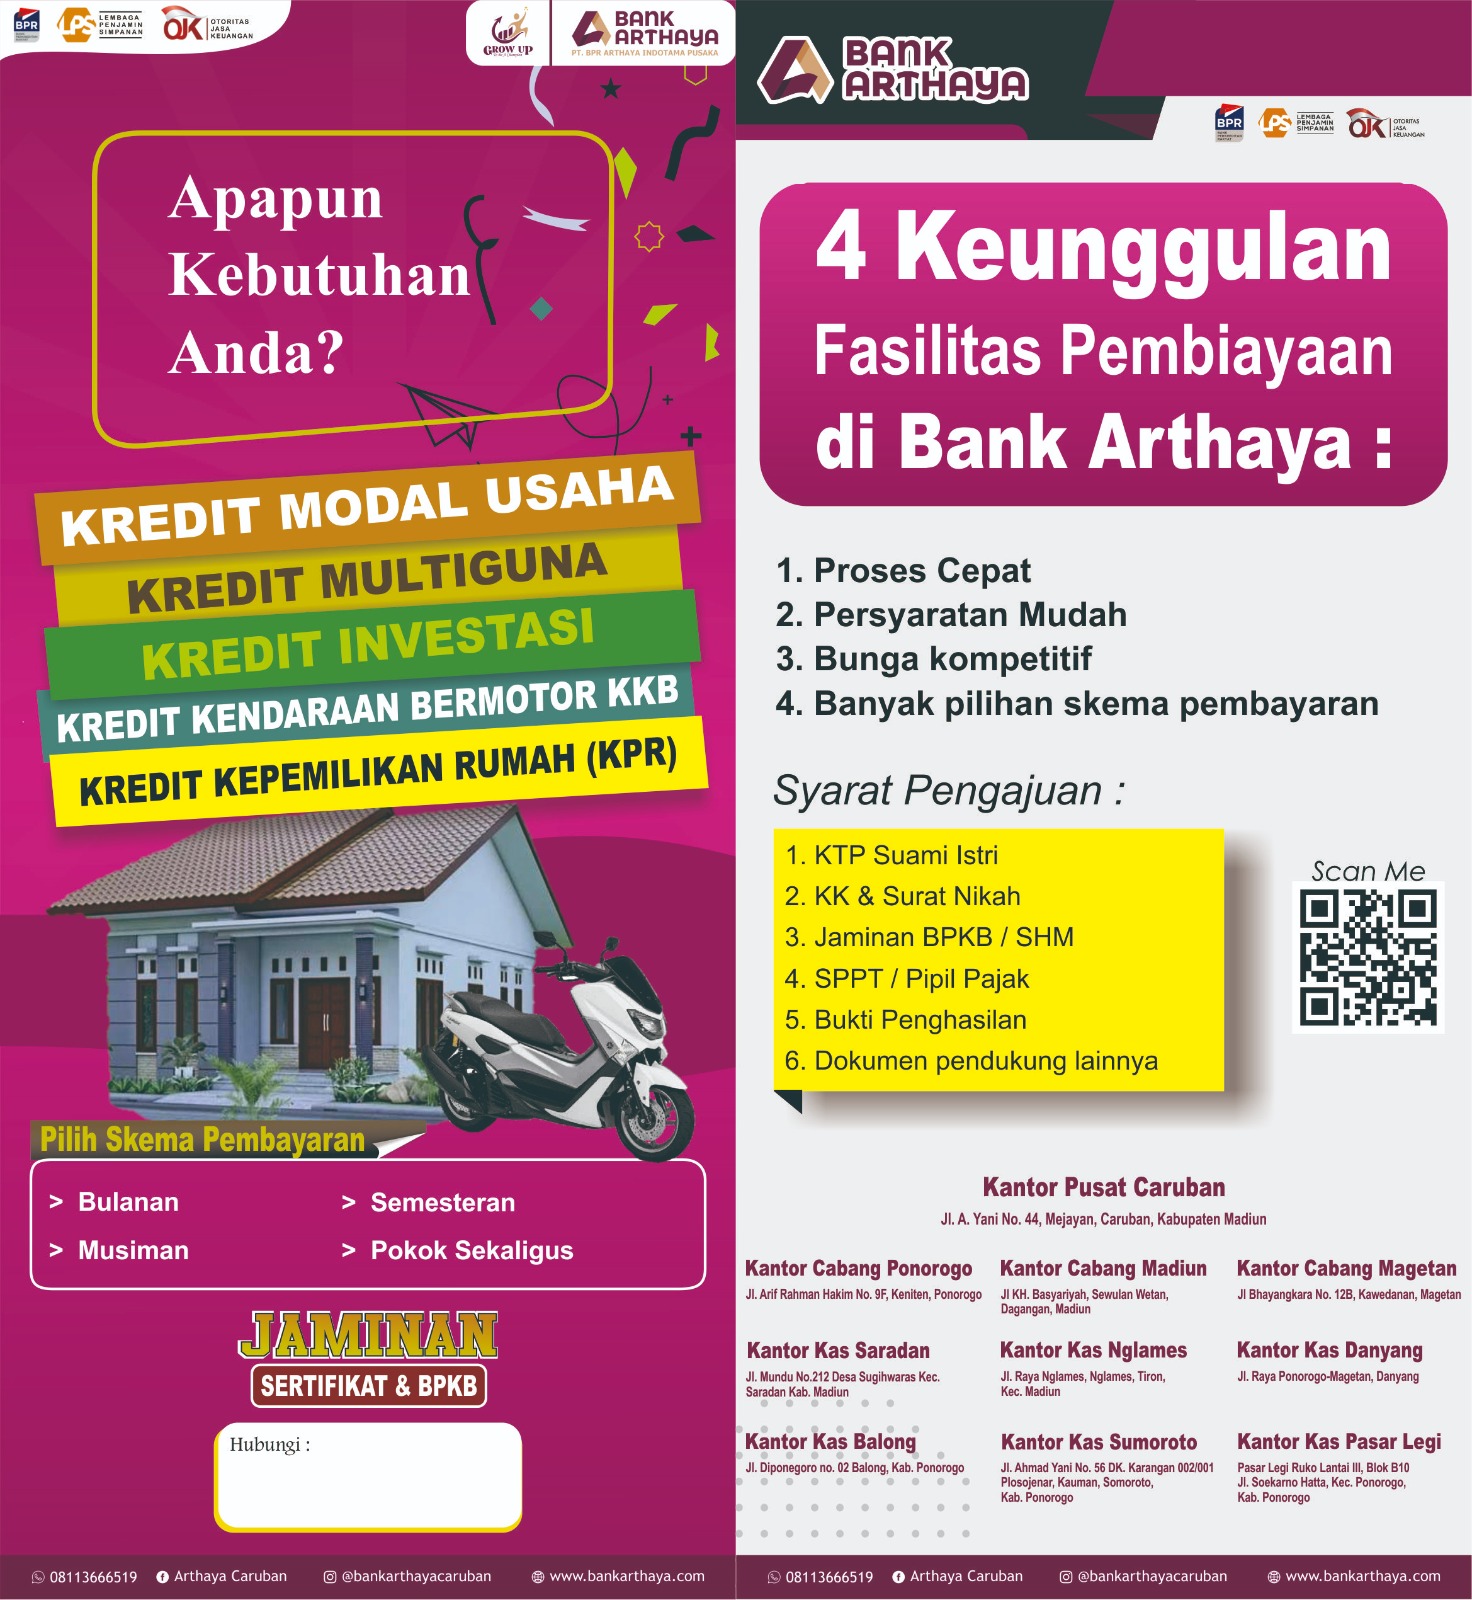 BPR
LPS LEMBAGA
PENJAMIN
SIMPANAN
OJK OTORITAS
JASA
KEUANGAN
GROW UP
BANK
ARTHAYA
PT. BPR ARTHAYA INDOTAMA PUSAKA
Apapun
Kebutuhan
Anda?
KREDIT MODAL USAHA
KREDIT MULTIGUNA
KREDIT INVESTASI
KREDIT KENDARAAN BERMOTOR KKB
KREDIT KEPEMILIKAN RUMAH (KPR)
Pilih Skema Pembayaran
> Bulanan
> Semesteran
> Musiman
> Pokok Sekaligus
JAMINAN
SERTIFIKAT & BPKB
Hubungi :
08113666519 Arthaya Caruban @bankarthayacaruban www.bankarthaya.com
BANK
ARTHAYA
BPR
LPS LEMBAGA
PENJAMIN
SIMPANAN
OJK OTORITAS
JASA
KEUANGAN
4 Keunggulan
Fasilitas Pembiayaan
di Bank Arthaya :
1. Proses Cepat
2. Persyaratan Mudah
3. Bunga kompetitif
4. Banyak pilihan skema pembayaran
Syarat Pengajuan :
1. KTP Suami Istri
2. KK & Surat Nikah
3. Jaminan BPKB / SHM
4. SPPT / Pipil Pajak
5. Bukti Penghasilan
6. Dokumen pendukung lainnya
Scan Me
Kantor Pusat Caruban
Jl. A. Yani No. 44, Mejayan, Caruban, Kabupaten Madiun
Kantor Cabang Ponorogo
Jl. Arif Rahman Hakim No. 9F, Keniten, Ponorogo
Kantor Cabang Madiun
Jl KH. Basyariyah, Sewulan Wetan,
Dagangan, Madiun
Kantor Cabang Magetan
Jl Bhayangkara No. 12B, Kawedanan, Magetan
Kantor Kas Saradan
Jl. Mundu No.212 Desa Sugihwaras Kec.
Saradan Kab. Madiun
Kantor Kas Nglames
Jl. Raya Nglames, Nglames, Tiron,
Kec. Madiun
Kantor Kas Danyang
Jl. Raya Ponorogo-Magetan, Danyang
Kantor Kas Balong
Jl. Diponegoro no. 02 Balong, Kab. Ponorogo
Kantor Kas Sumoroto
Jl. Ahmad Yani No. 56 DK. Karangan 002/001
Plosojenar, Kauman, Somoroto,
Kab. Ponorogo
Kantor Kas Pasar Legi
Pasar Legi Ruko Lantai III, Blok B10
Jl. Soekarno Hatta, Kec. Ponorogo,
Kab. Ponorogo
08113666519 Arthaya Caruban @bankarthayacaruban www.bankarthaya.com